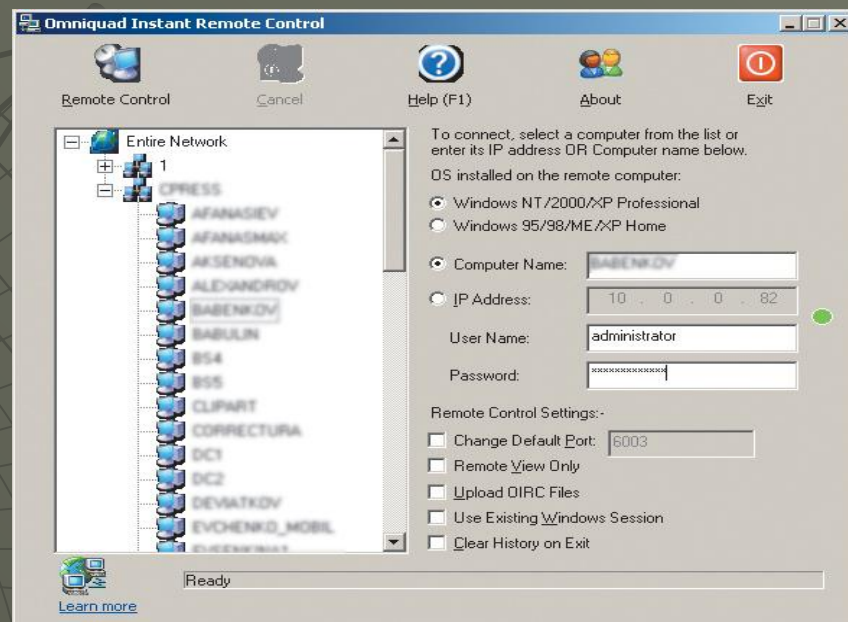 Omniquad Instant Remote Control
Remote Control
Cancel
Help (F1)
About
Exit
Entire Network
1
CPRESS
AFANASIEV
AFANASMAX
AKSENOVA
ALEXANDROV
BABENKOV
BABULIN
BS4
BS5
CLIPART
CORRECTURA
DC1
DC2
DEVIATKOV
EVCHENKO_MOBIL
To connect, select a computer from the list or
enter its IP address OR Computer name below.
OS installed on the remote computer:
Windows NT/2000/XP Professional
Windows 95/98/ME/XP Home
Computer Name: BABENKOV
IP Address: 10 . 0 . 0 . 82
User Name: administrator
Password: *************
Remote Control Settings:-
Change Default Port: 6003
Remote View Only
Upload OIRC Files
Use Existing Windows Session
Clear History on Exit
Learn more
Ready